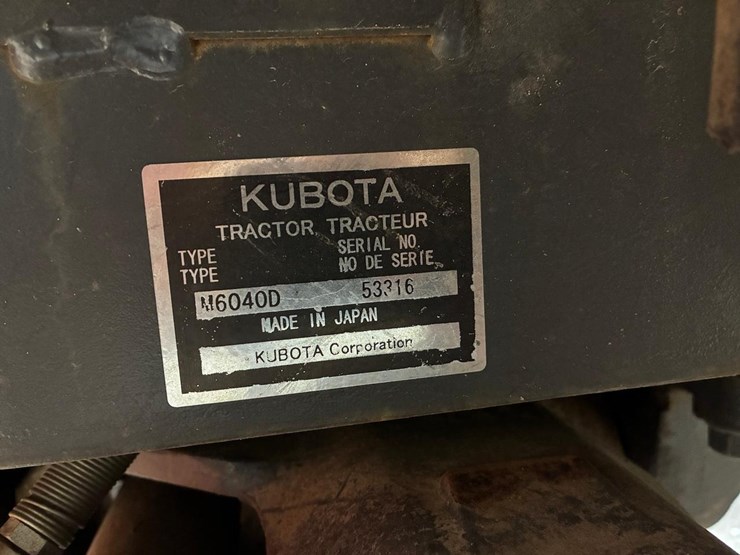 KUBOTA
TRACTOR TRACTEUR
TYPE SERIAL NO.
TYPE NO DE SERIE
M6040D 53316
MADE IN JAPAN
KUBOTA Corporation